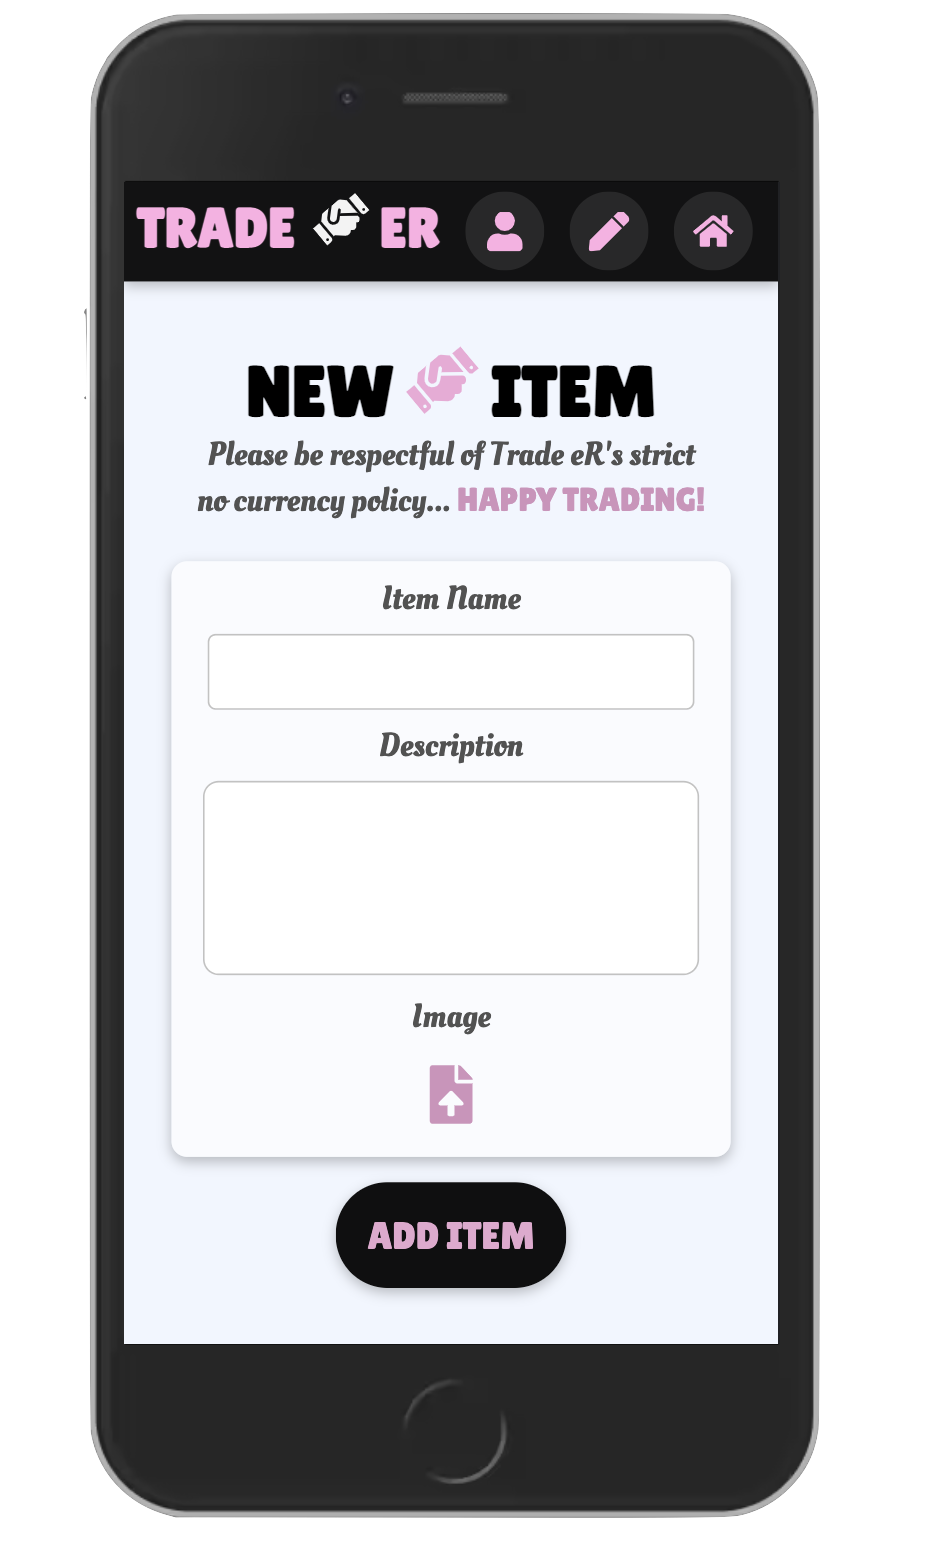 TRADE ER
NEW ITEM
Please be respectful of Trade eR's strict
no currency policy... HAPPY TRADING!
Item Name
Description
Image
ADD ITEM